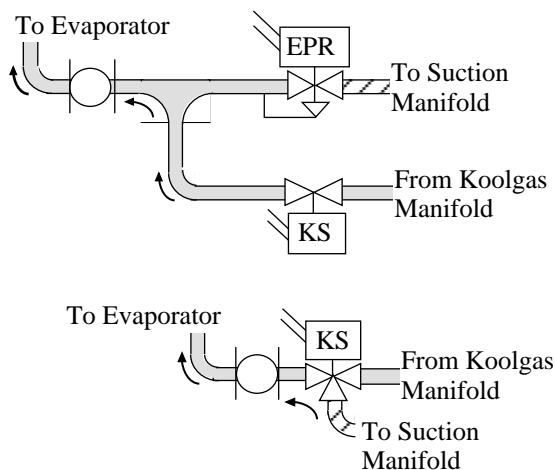 To Evaporator
EPR
To Suction
Manifold
From Koolgas
Manifold
KS
To Evaporator
KS
From Koolgas
Manifold
To Suction
Manifold